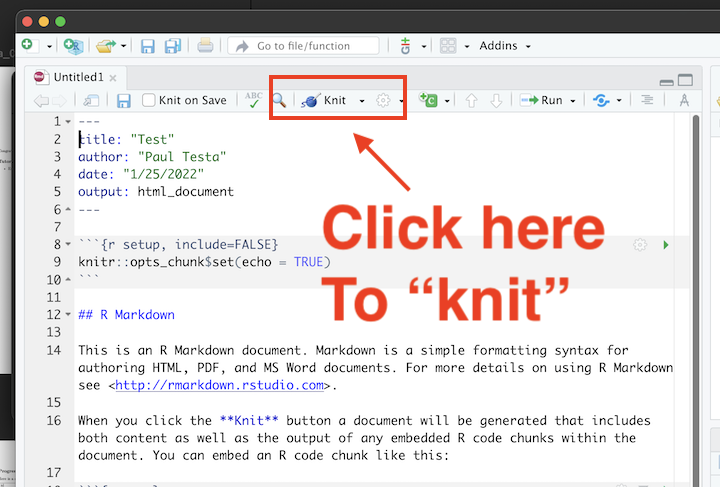 Go to file/function
Addins
Untitled1
Knit on Save
ABC
Knit
Run
1 ---
2 title: "Test"
3 author: "Paul Testa"
4 date: "1/25/2022"
5 output: html_document
6 ---
7
8 ```{r setup, include=FALSE}
9 knitr::opts_chunk$set(echo = TRUE)
10 ```
11
12 ## R Markdown
13
14 This is an R Markdown document. Markdown is a simple formatting syntax for
authoring HTML, PDF, and MS Word documents. For more details on using R Markdown
see <http://rmarkdown.rstudio.com>.
15
16 When you click the **Knit** button a document will be generated that includes
both content as well as the output of any embedded R code chunks within the
document. You can embed an R code chunk like this:
17
Click here
To “knit”